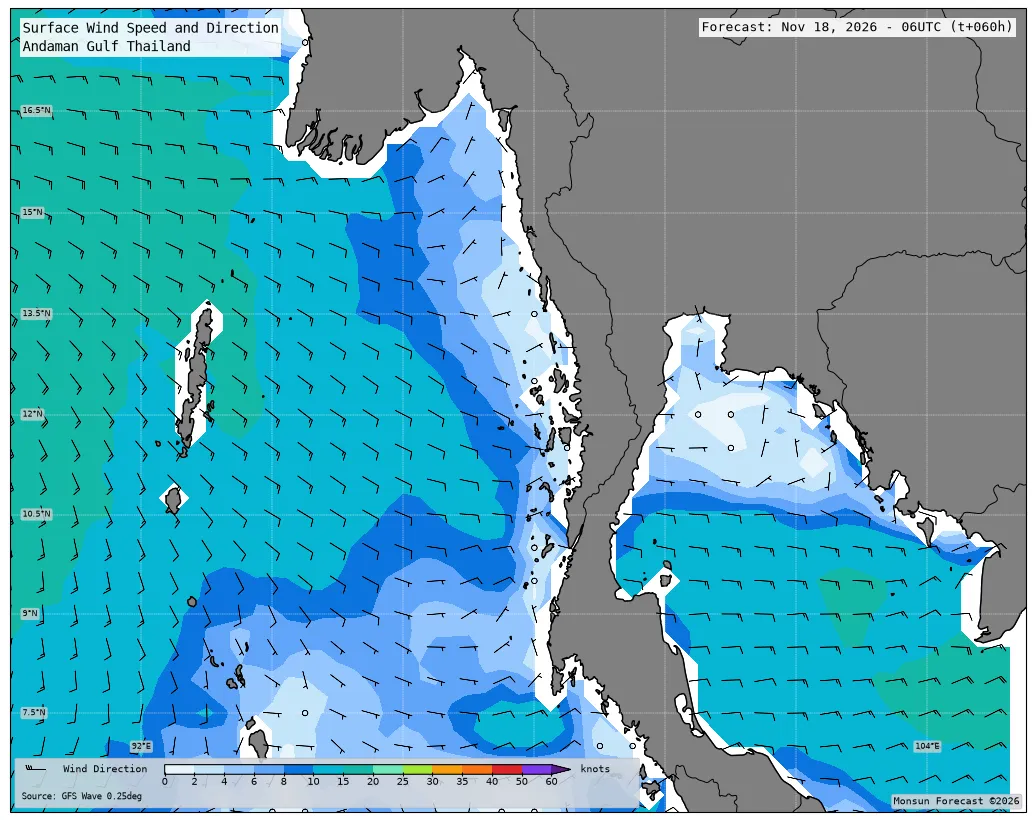 Surface Wind Speed and Direction
Andaman Gulf Thailand
Forecast: Nov 18, 2026 - 06UTC (t+060h)
16.5°N
15°N
13.5°N
12°N
10.5°N
9°N
7.5°N
92°E
104°E
Wind Direction
0 2 4 6 8 10 15 20 25 30 35 40 45 50 60
knots
Source: GFS Wave 0.25deg
Monsun Forecast ©2026